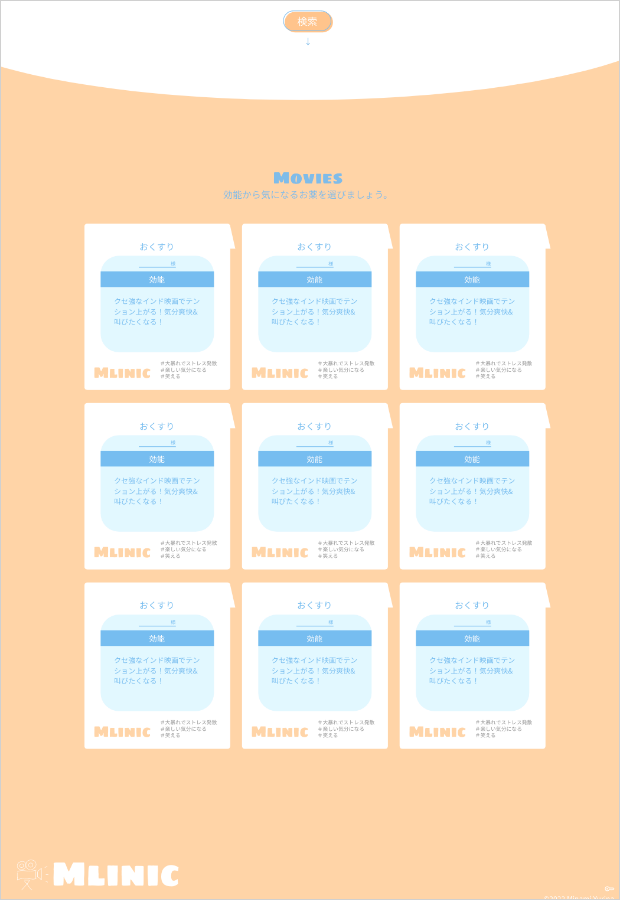 検索
↓
Movies
効能から気になるお薬を選びましょう。
おくすり
様
効能
クセ強なインド映画でテン
ション上がる！気分爽快&
叫びたくなる！
MLINIC
#大暴れでストレス発散
#楽しい気分になる
#笑える
おくすり
様
効能
クセ強なインド映画でテン
ション上がる！気分爽快&
叫びたくなる！
MLINIC
#大暴れでストレス発散
#楽しい気分になる
#笑える
おくすり
様
効能
クセ強なインド映画でテン
ション上がる！気分爽快&
叫びたくなる！
MLINIC
#大暴れでストレス発散
#楽しい気分になる
#笑える
おくすり
様
効能
クセ強なインド映画でテン
ション上がる！気分爽快&
叫びたくなる！
MLINIC
#大暴れでストレス発散
#楽しい気分になる
#笑える
おくすり
様
効能
クセ強なインド映画でテン
ション上がる！気分爽快&
叫びたくなる！
MLINIC
#大暴れでストレス発散
#楽しい気分になる
#笑える
おくすり
様
効能
クセ強なインド映画でテン
ション上がる！気分爽快&
叫びたくなる！
MLINIC
#大暴れでストレス発散
#楽しい気分になる
#笑える
おくすり
様
効能
クセ強なインド映画でテン
ション上がる！気分爽快&
叫びたくなる！
MLINIC
#大暴れでストレス発散
#楽しい気分になる
#笑える
おくすり
様
効能
クセ強なインド映画でテン
ション上がる！気分爽快&
叫びたくなる！
MLINIC
#大暴れでストレス発散
#楽しい気分になる
#笑える
おくすり
様
効能
クセ強なインド映画でテン
ション上がる！気分爽快&
叫びたくなる！
MLINIC
#大暴れでストレス発散
#楽しい気分になる
#笑える
MLINIC